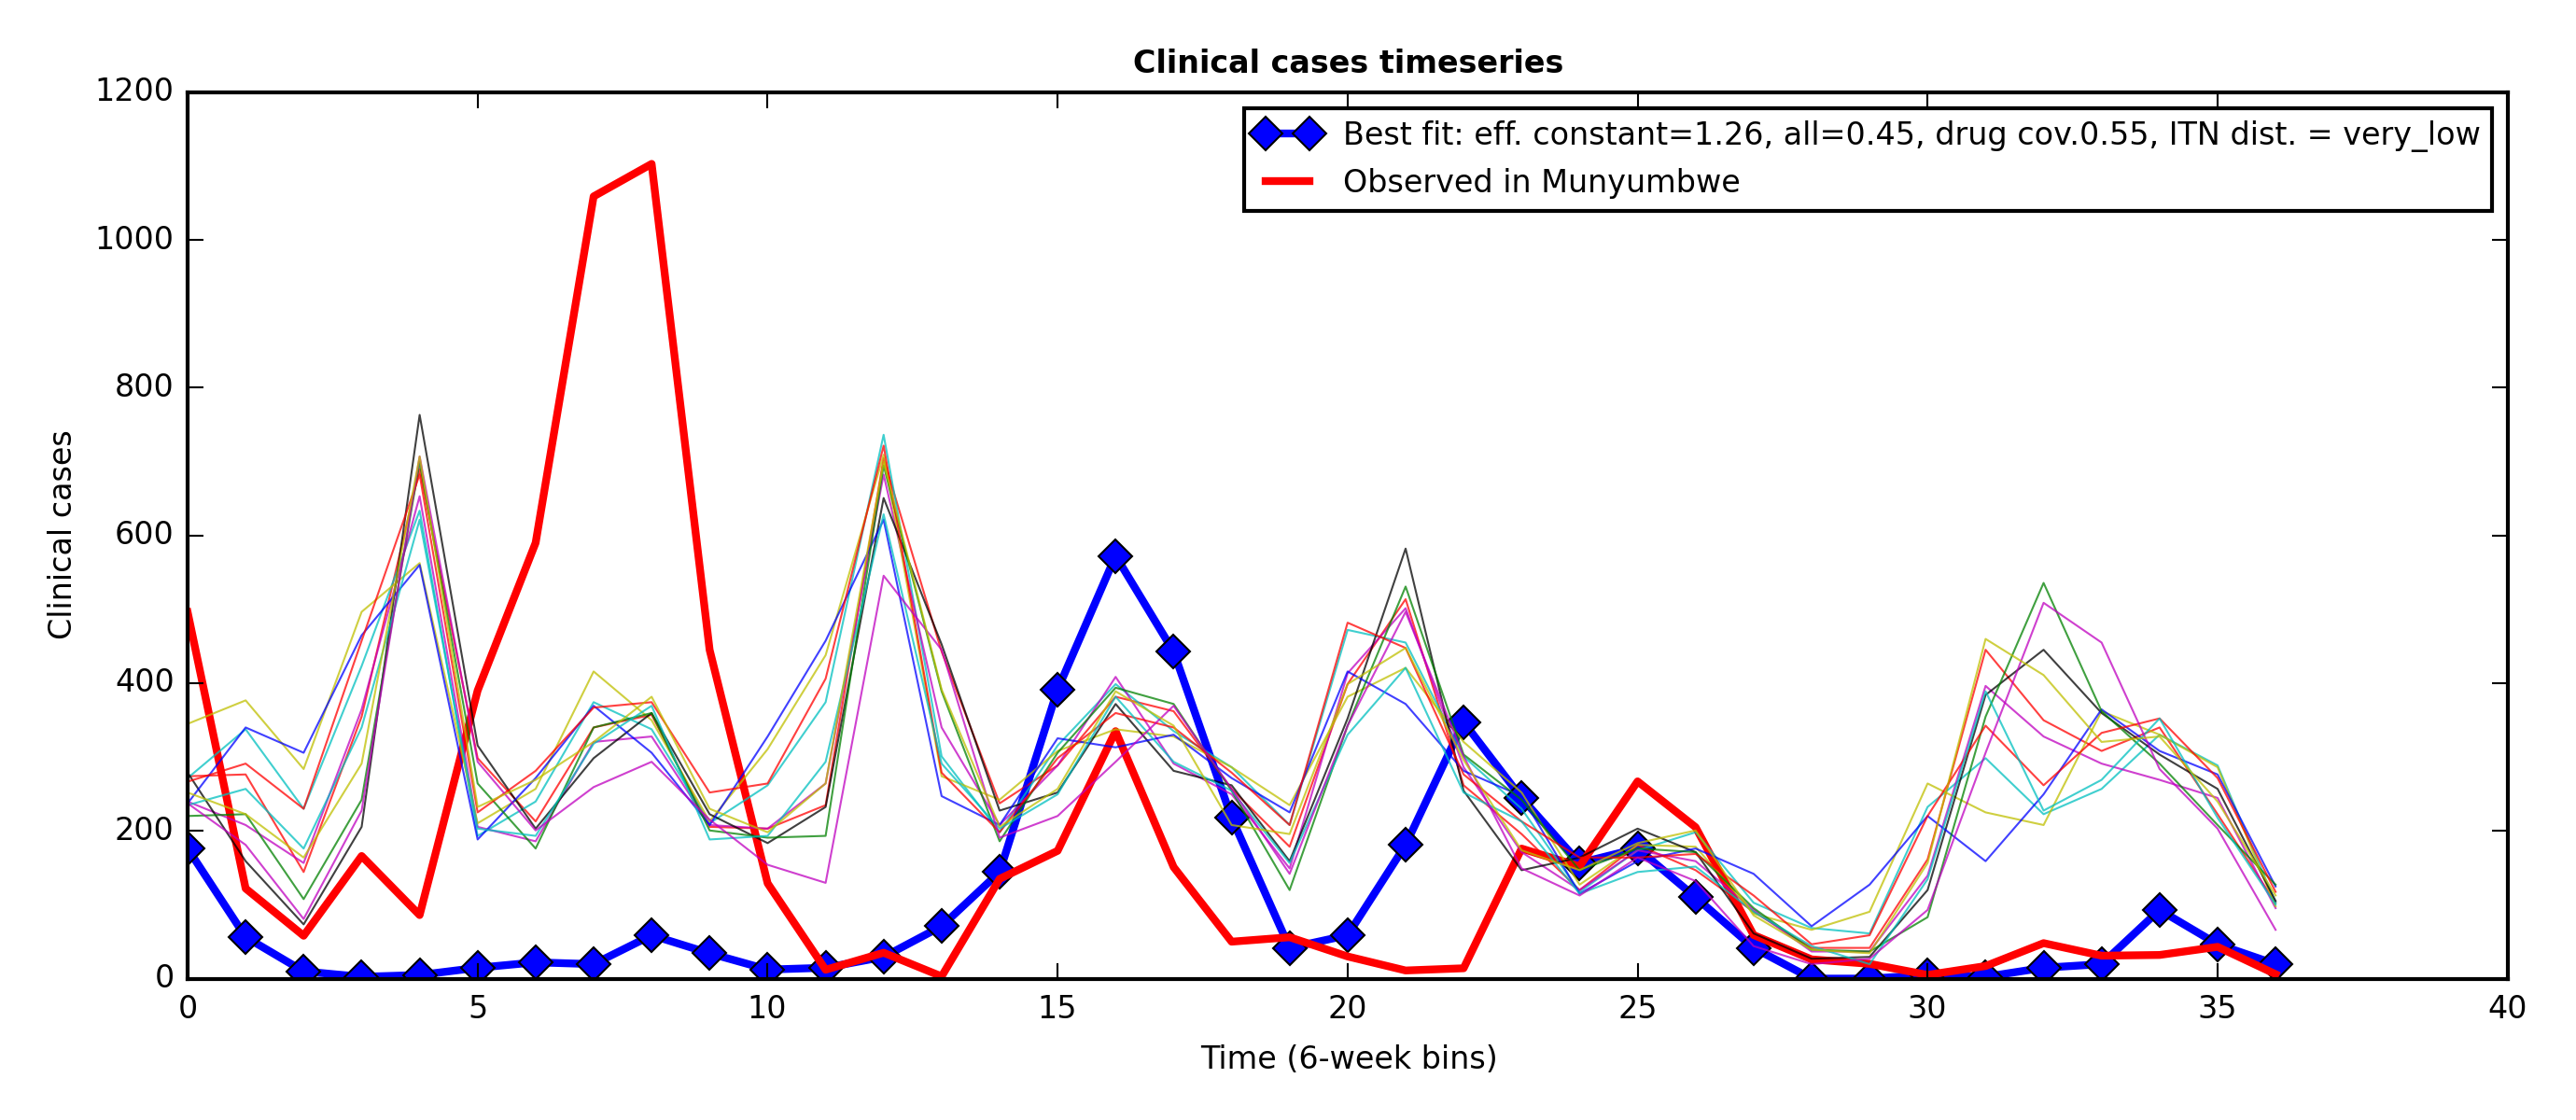 Clinical cases timeseries
1200
1000
800
600
400
200
0
Clinical cases
Best fit: eff. constant=1.26, all=0.45, drug cov.0.55, ITN dist. = very_low
Observed in Munyumbwe
0 5 10 15 20 25 30 35 40
Time (6-week bins)